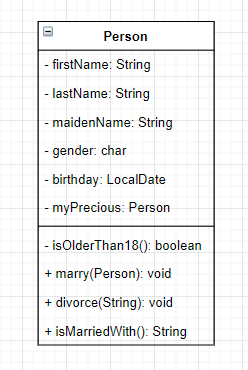 Person
- firstName: String
- lastName: String
- maidenName: String
- gender: char
- birthday: LocalDate
- myPrecious: Person
- isOlderThan18(): boolean
+ marry(Person): void
+ divorce(String): void
+ isMarriedWith(): String